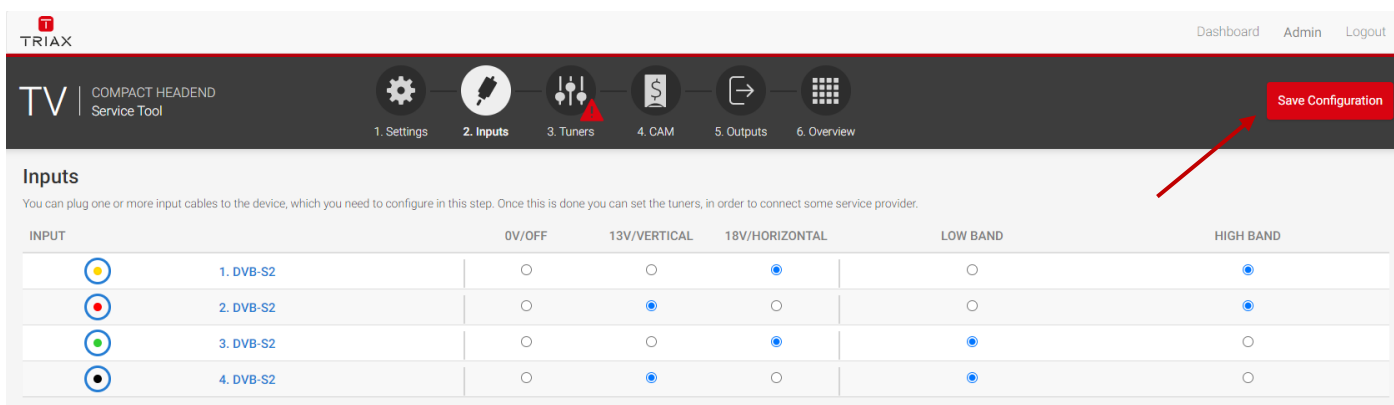 TRIAX
Dashboard Admin Logout
TV COMPACT HEADEND
Service Tool
1. Settings 2. Inputs 3. Tuners 4. CAM 5. Outputs 6. Overview
Save Configuration
Inputs
You can plug one or more input cables to the device, which you need to configure in this step. Once this is done you can set the tuners, in order to connect some service provider.
INPUT 0V/OFF 13V/VERTICAL 18V/HORIZONTAL LOW BAND HIGH BAND
1. DVB-S2
2. DVB-S2
3. DVB-S2
4. DVB-S2